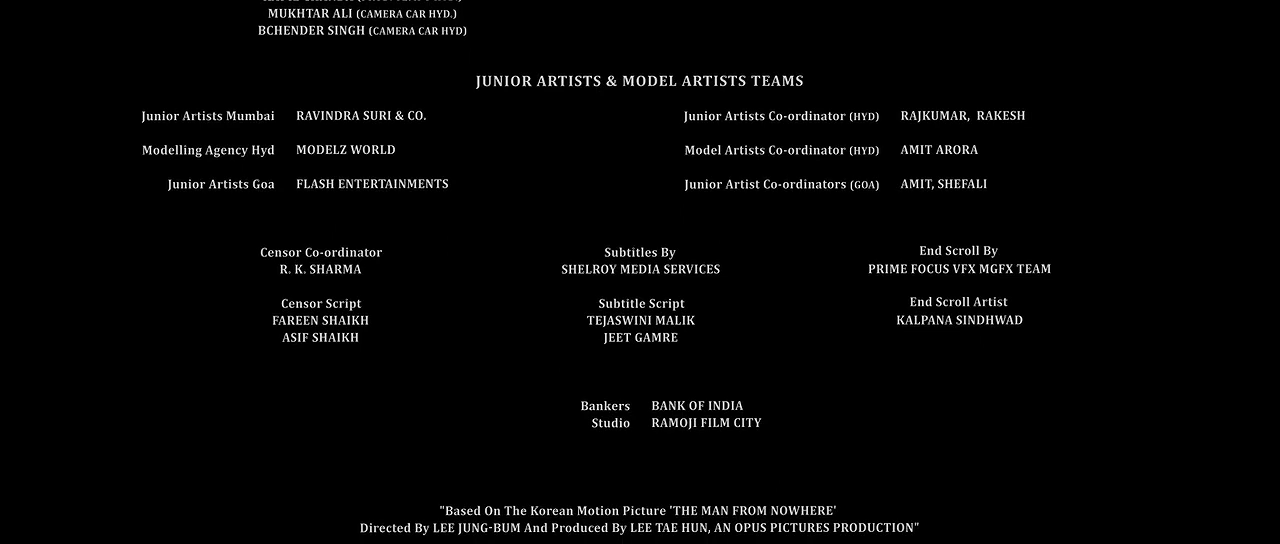 MUKHTAR ALI (CAMERA CAR HYD.)
BCHENDER SINGH (CAMERA CAR HYD)
JUNIOR ARTISTS & MODEL ARTISTS TEAMS
Junior Artists Mumbai RAVINDRA SURI & CO.
Junior Artists Co-ordinator (HYD) RAJKUMAR, RAKESH
Modelling Agency Hyd MODELZ WORLD
Model Artists Co-ordinator (HYD) AMIT ARORA
Junior Artists Goa FLASH ENTERTAINMENTS
Junior Artist Co-ordinators (GOA) AMIT, SHEFALI
Censor Co-ordinator
R. K. SHARMA
Censor Script
FAREEN SHAIKH
ASIF SHAIKH
Subtitles By
SHELROY MEDIA SERVICES
Subtitle Script
TEJASWINI MALIK
JEET GAMRE
End Scroll By
PRIME FOCUS VFX MGFX TEAM
End Scroll Artist
KALPANA SINDHWAD
Bankers BANK OF INDIA
Studio RAMOJI FILM CITY
"Based On The Korean Motion Picture 'THE MAN FROM NOWHERE'
Directed By LEE JUNG-BUM And Produced By LEE TAE HUN, AN OPUS PICTURES PRODUCTION"